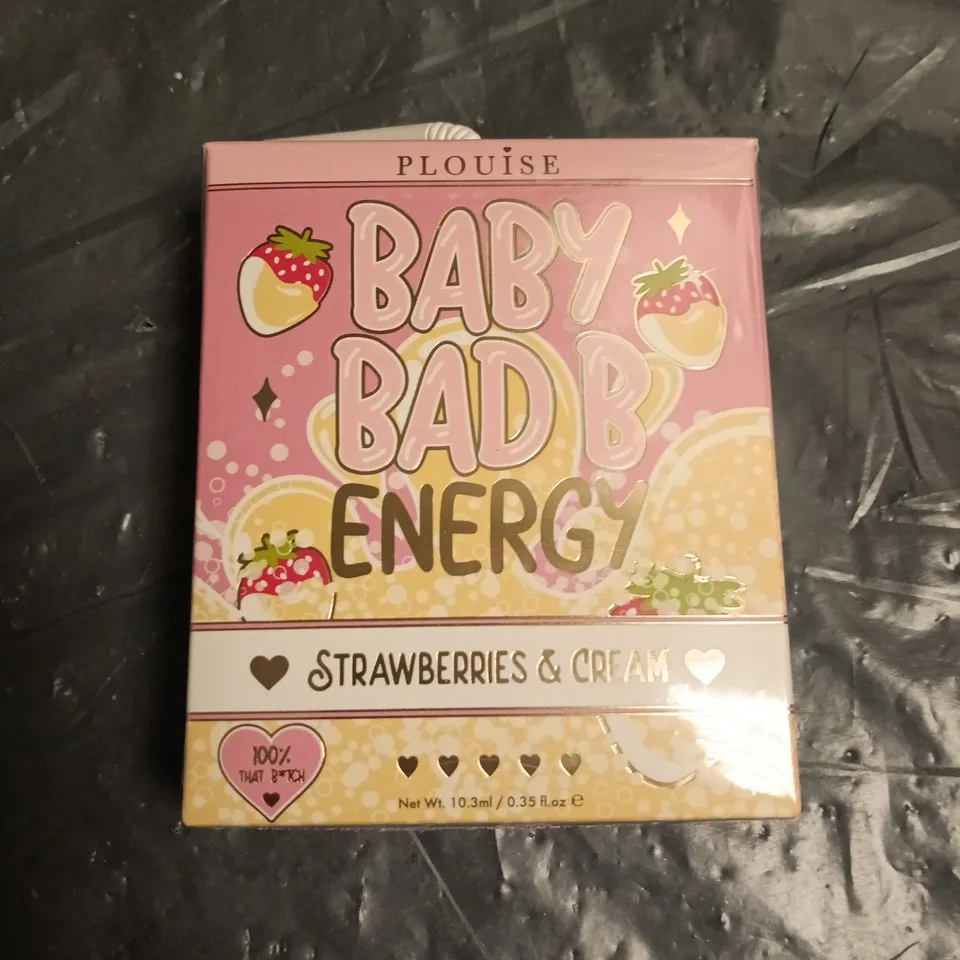 PLOUISE
BABY
BAD B
ENERGY
STRAWBERRIES & CREAM
100%
THAT B*TCH
Net Wt. 10.3ml / 0.35 fl.oz ℮